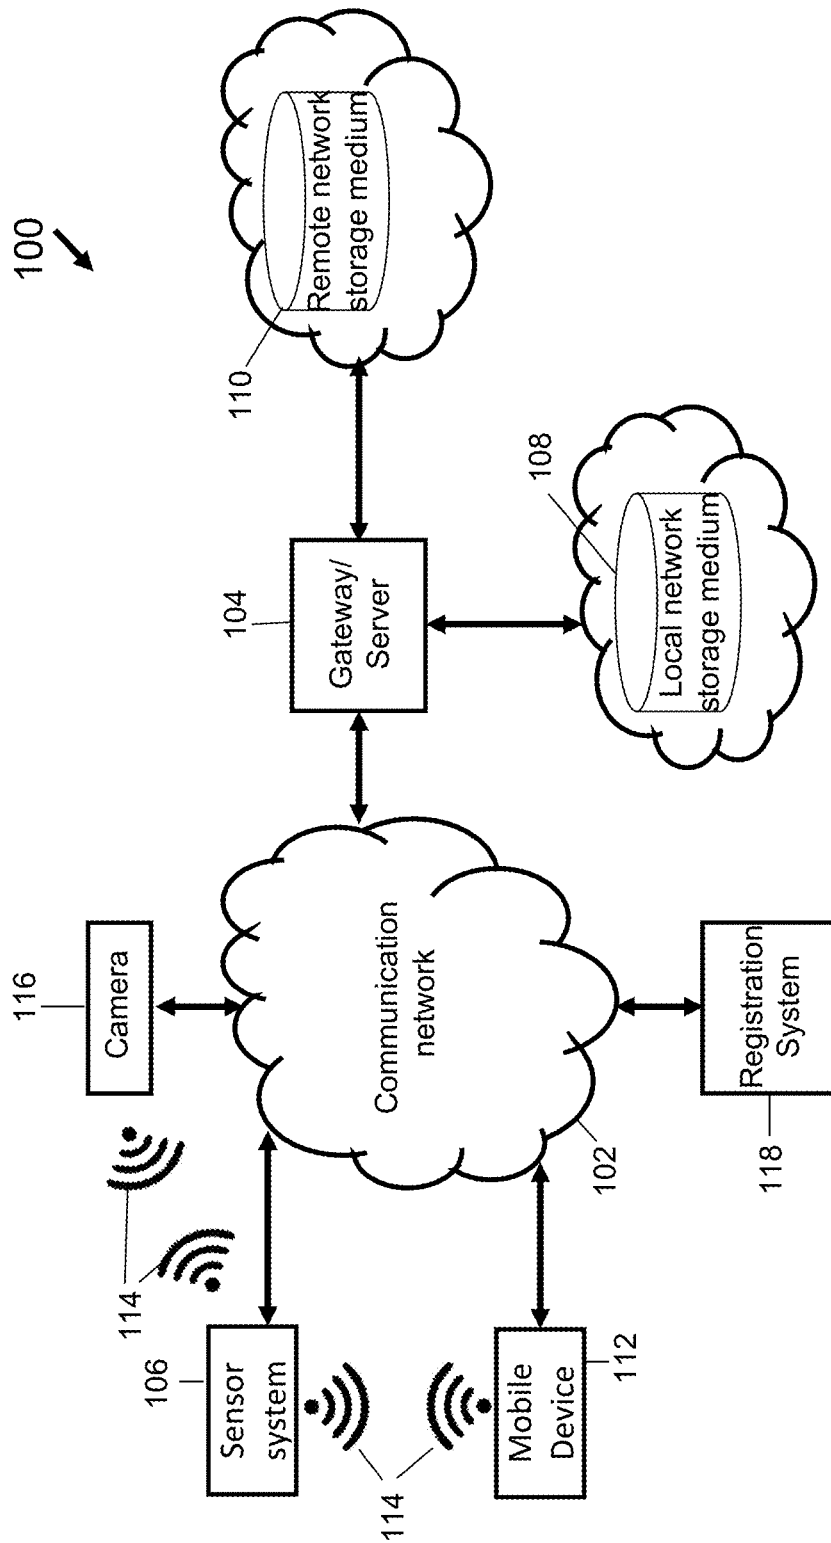 100
116
Camera
114
106
Sensor
system
114
Mobile
Device
112
Communication
network
102
Registration
System
118
104
Gateway/
Server
110
Remote network
storage medium
108
Local network
storage medium